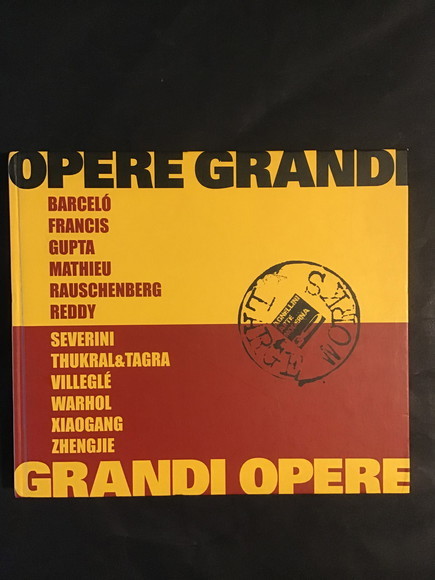 OPERE GRANDI
BARCELÓ
FRANCIS
GUPTA
MATHIEU
RAUSCHENBERG
REDDY
SEVERINI
THUKRAL&TAGRA
VILLEGLÉ
WARHOL
XIAOGANG
ZHENGJIE
GRANDI OPERE